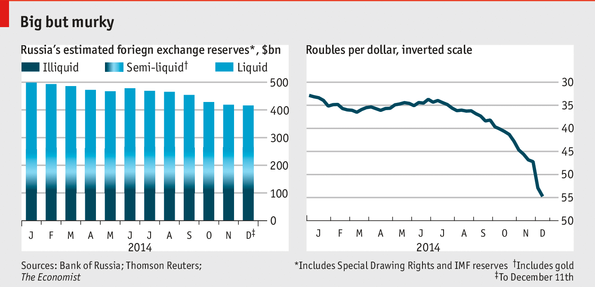 Big but murky
Russia's estimated foriegn exchange reserves*, $bn
Illiquid Semi-liquid† Liquid
500
400
300
200
100
0
J F M A M J J A S O N D‡
2014
Roubles per dollar, inverted scale
30
35
40
45
50
55
50
J F M A M J J A S O N D
2014
Sources: Bank of Russia; Thomson Reuters;
The Economist
*Includes Special Drawing Rights and IMF reserves †Includes gold
‡To December 11th